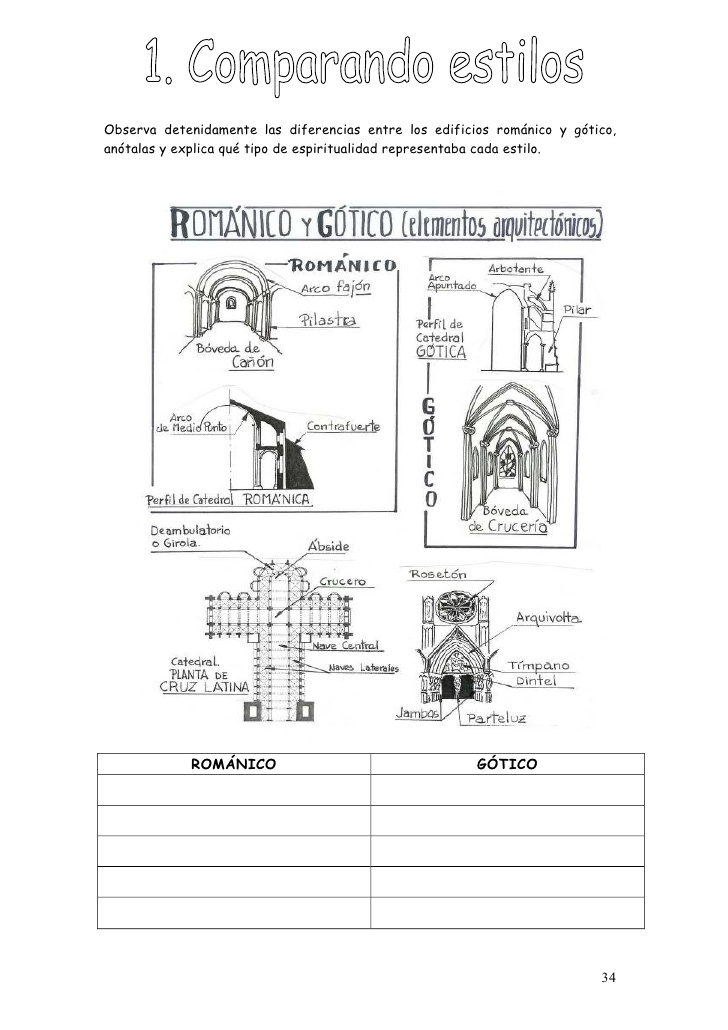 1. Comparando estilos
Observa detenidamente las diferencias entre los edificios románico y gótico,
anótalas y explica qué tipo de espiritualidad representaba cada estilo.
ROMÁNICO Y GÓTICO (elementos arquitectónicos)
ROMÁNICO
Arco fajón
Pilastra
Bóveda de
Cañón
Arco
de Medio Punto
Contrafuerte
Perfil de Catedral ROMÁNICA
Arco
Apuntado
Arbotante
Pilar
Perfil de
Catedral
GÓTICA
GÓTICO
Bóveda
de Crucería
Deambulatorio
o Girola.
Ábside
Crucero
Nave Central
Naves Laterales
Catedral.
PLANTA DE
CRUZ LATINA
Rosetón
Arquivolta
Tímpano
Dintel
Jambas
Parteluz
ROMÁNICO
GÓTICO
34